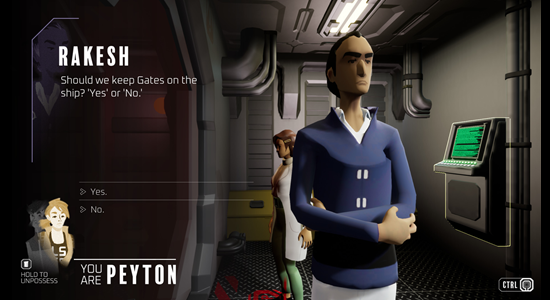 RAKESH
Should we keep Gates on the
ship? 'Yes' or 'No.'
Yes.
No.
S
HOLD TO
UNPOSSESS
YOU
ARE PEYTON
CTRL